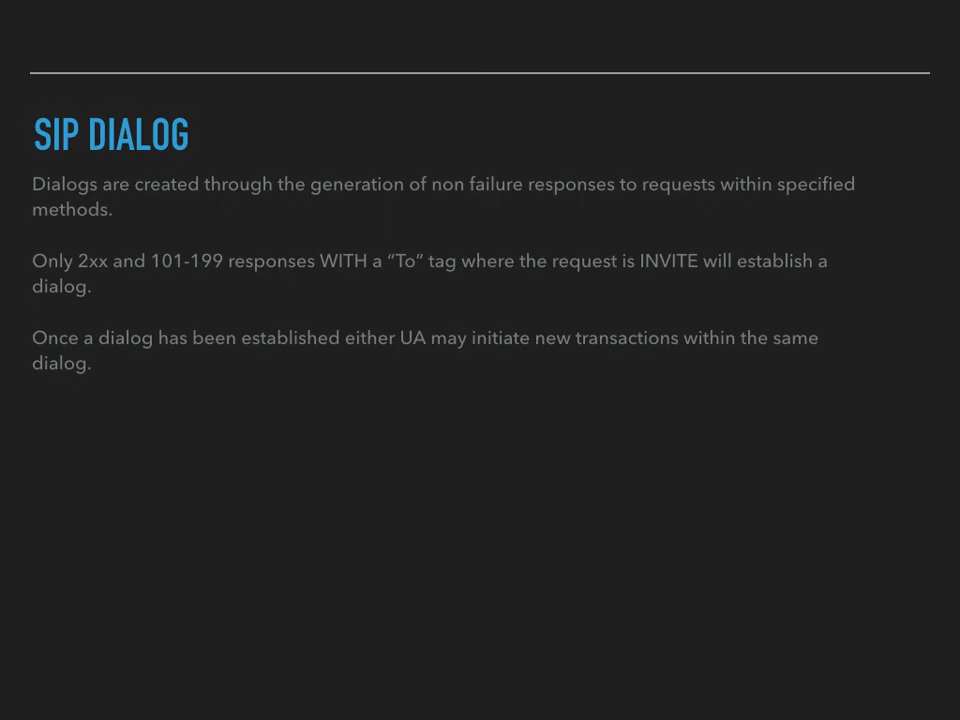 SIP DIALOG
Dialogs are created through the generation of non failure responses to requests within specified
methods.
Only 2xx and 101-199 responses WITH a “To” tag where the request is INVITE will establish a
dialog.
Once a dialog has been established either UA may initiate new transactions within the same
dialog.